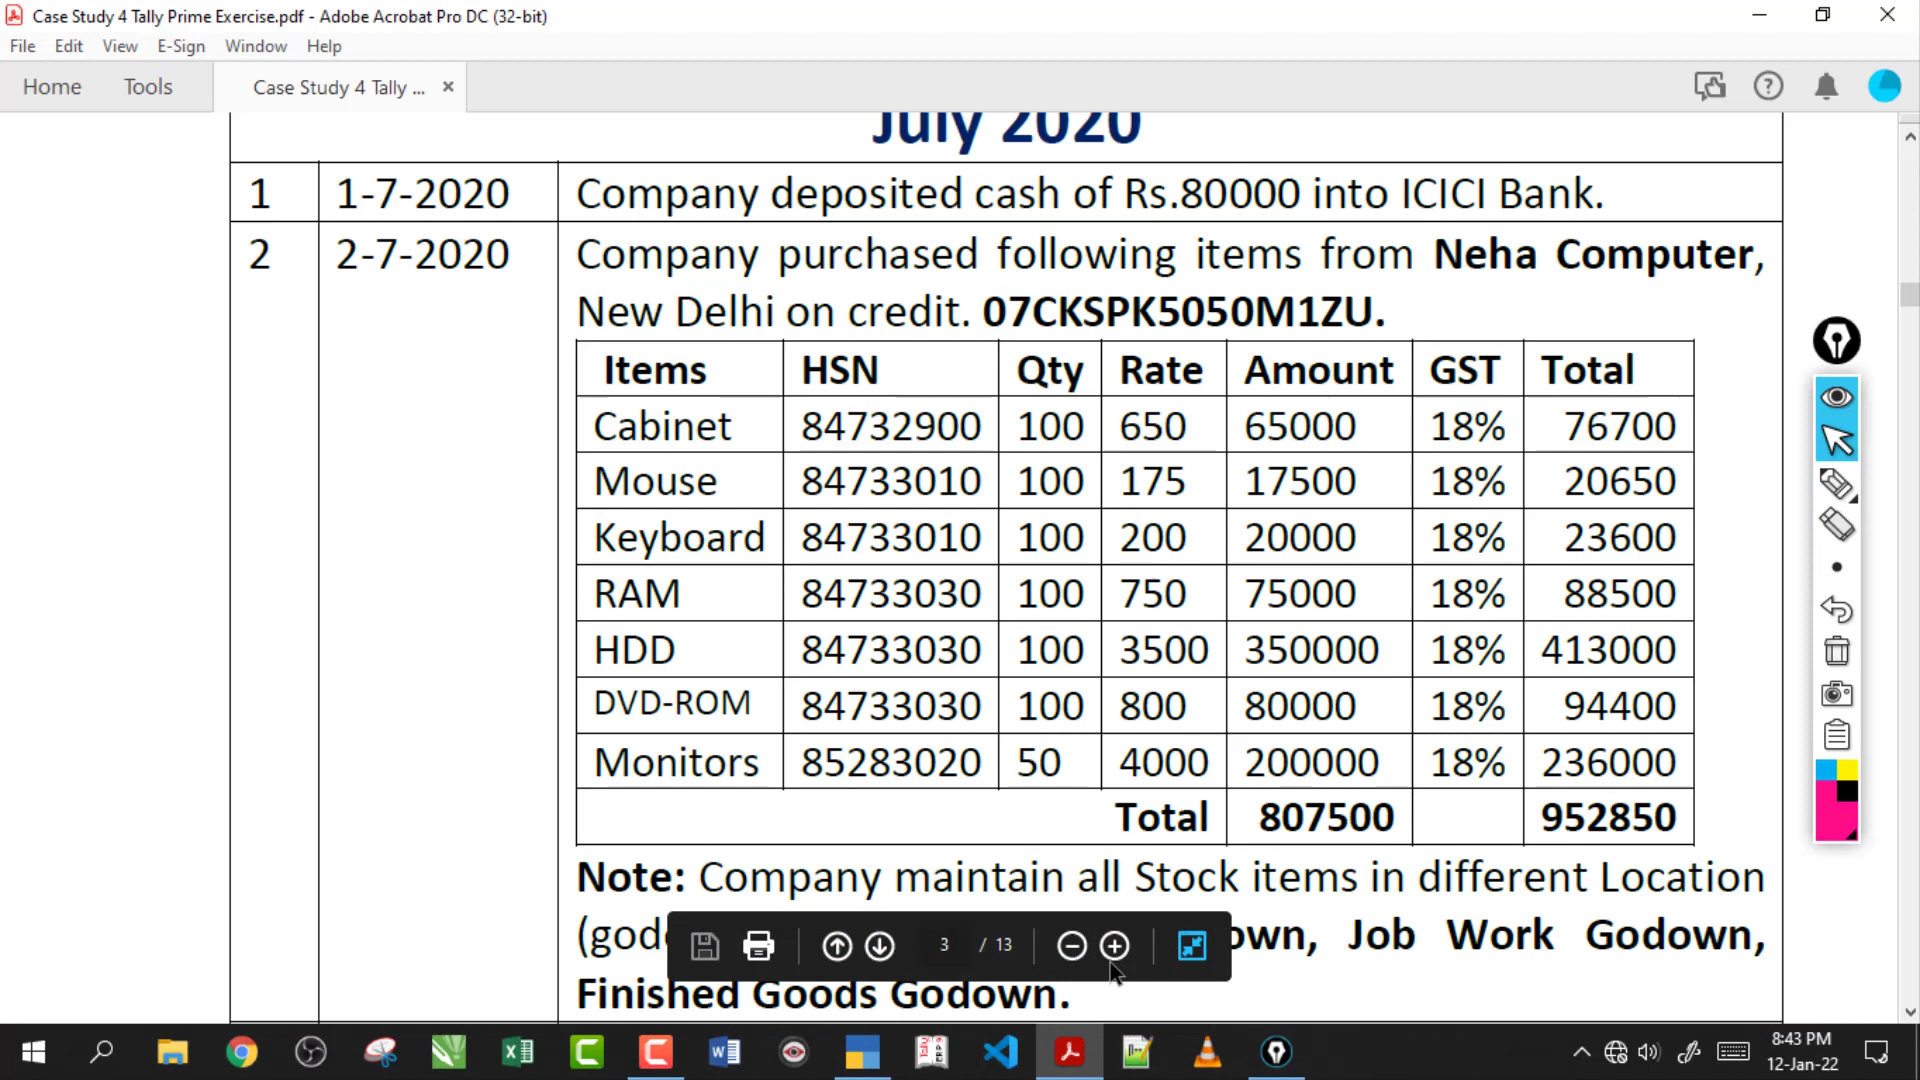 Case Study 4 Tally Prime Exercise.pdf - Adobe Acrobat Pro DC (32-bit)
File Edit View E-Sign Window Help
Home Tools Case Study 4 Tally ... ×
July 2020
1 1-7-2020 Company deposited cash of Rs.80000 into ICICI Bank.
2 2-7-2020 Company purchased following items from Neha Computer,
New Delhi on credit. 07CKSPK5050M1ZU.
Items HSN Qty Rate Amount GST Total
Cabinet 84732900 100 650 65000 18% 76700
Mouse 84733010 100 175 17500 18% 20650
Keyboard 84733010 100 200 20000 18% 23600
RAM 84733030 100 750 75000 18% 88500
HDD 84733030 100 3500 350000 18% 413000
DVD-ROM 84733030 100 800 80000 18% 94400
Monitors 85283020 50 4000 200000 18% 236000
Total 807500 952850
Note: Company maintain all Stock items in different Location
own, Job Work Godown,
3 / 13
Finished Goods Godown.
8:43 PM
12-Jan-22